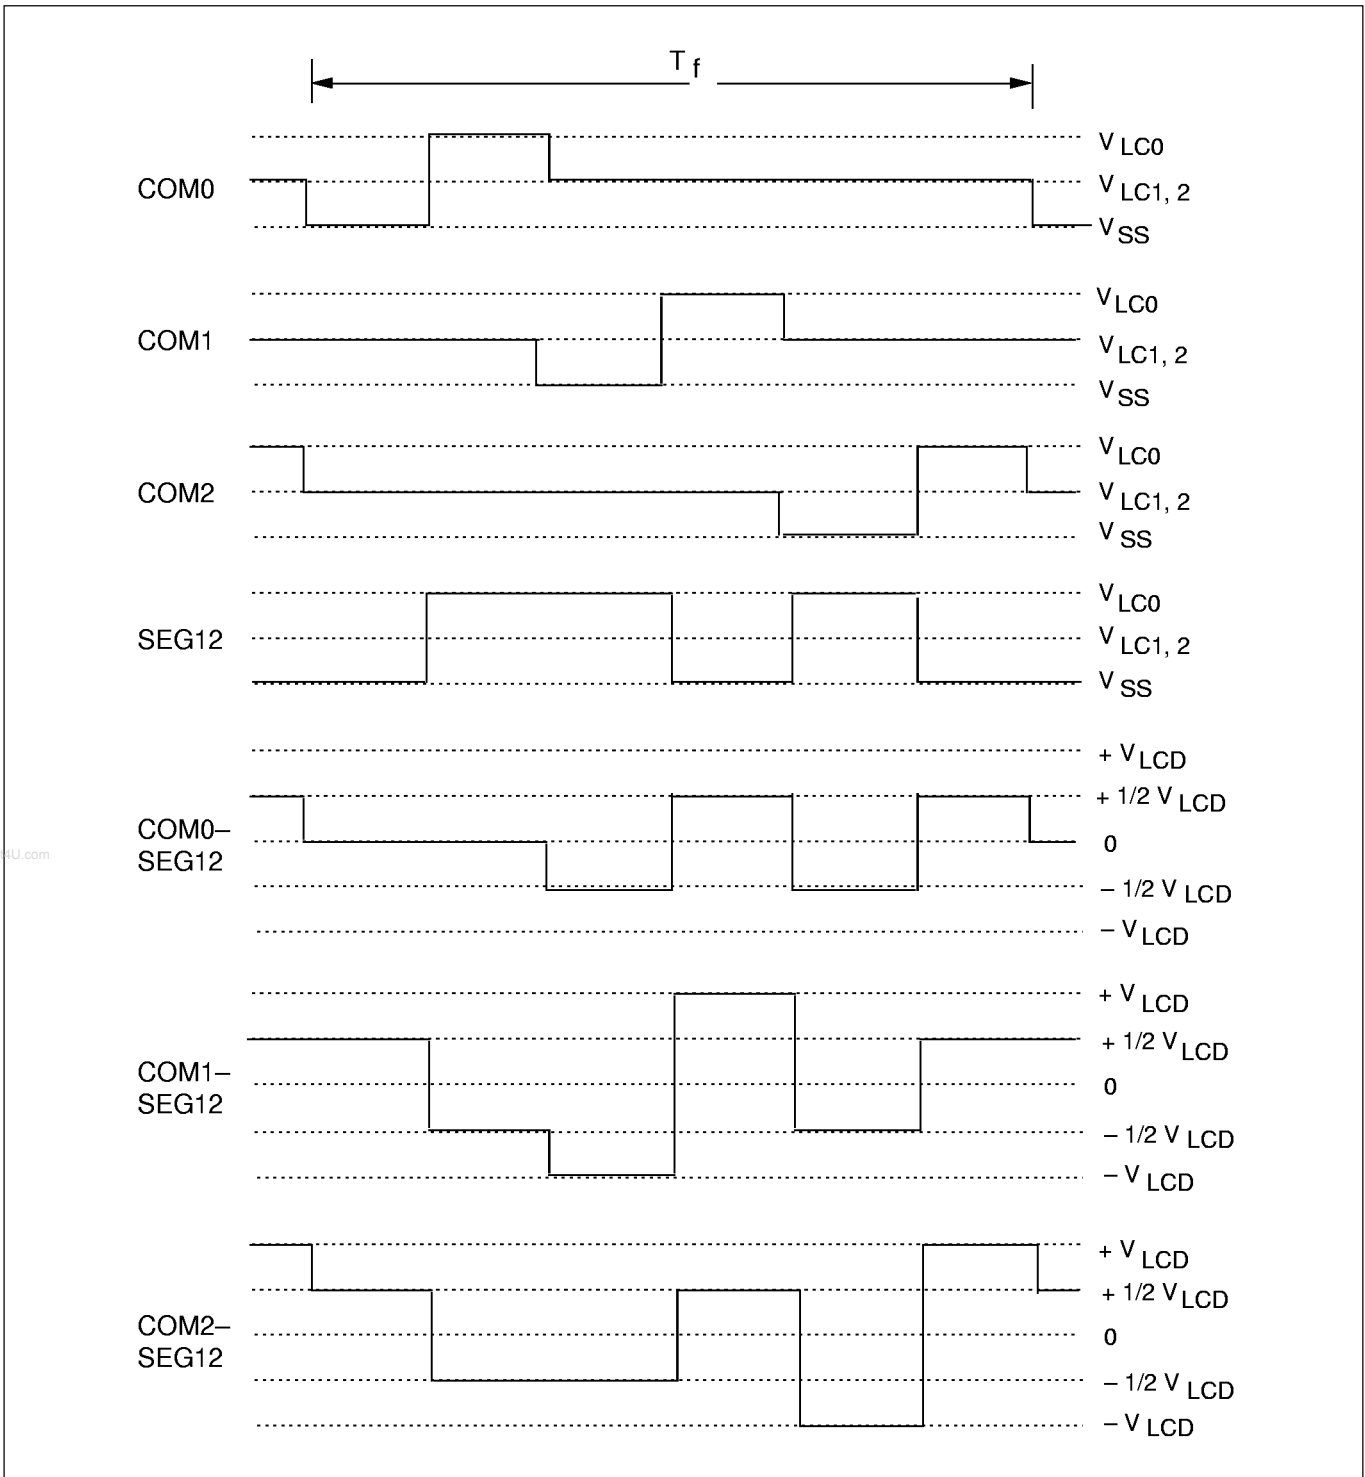 T f
V LC0
COM0
V LC1, 2
V SS
V LC0
COM1
V LC1, 2
V SS
V LC0
COM2
V LC1, 2
V SS
V LC0
SEG12
V LC1, 2
V SS
+ V LCD
+ 1/2 V LCD
COM0–
SEG12
0
– 1/2 V LCD
– V LCD
+ V LCD
+ 1/2 V LCD
COM1–
SEG12
0
– 1/2 V LCD
– V LCD
+ V LCD
+ 1/2 V LCD
COM2–
SEG12
0
– 1/2 V LCD
– V LCD
t4U.com